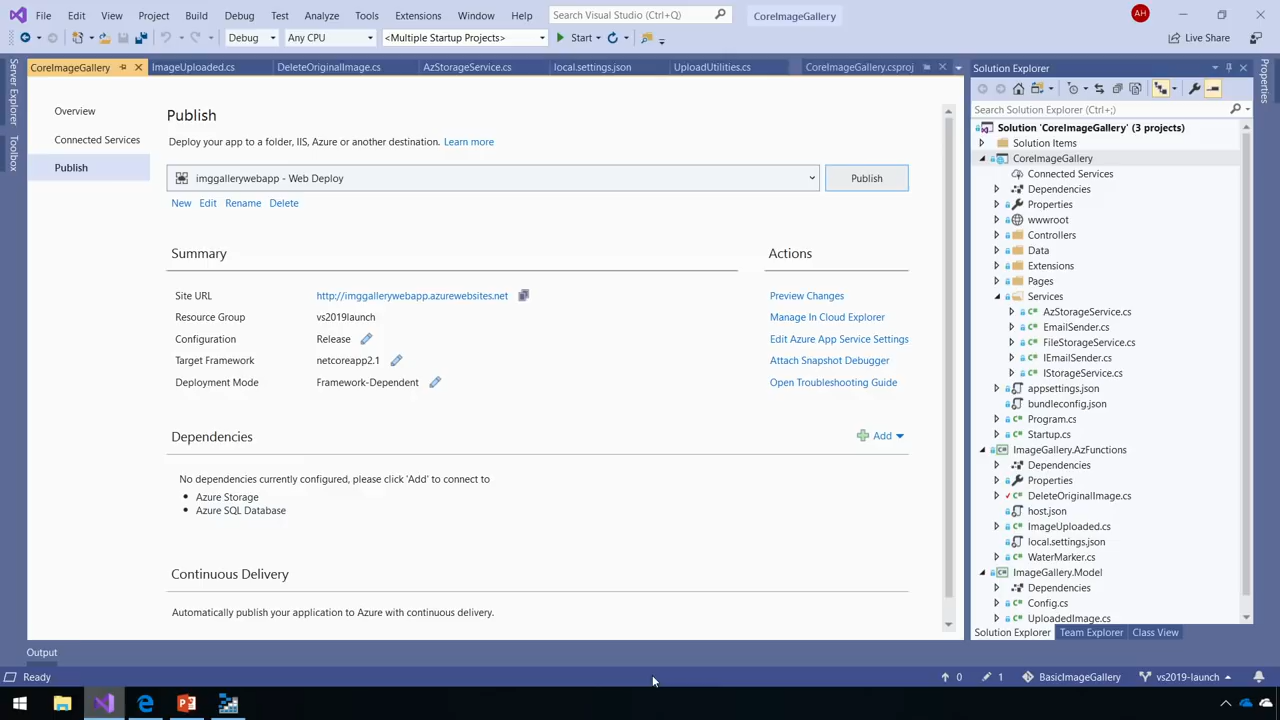 File Edit View Project Build Debug Test Analyze Tools Extensions Window Help Search Visual Studio (Ctrl+Q) CoreImageGallery AH
Debug Any CPU <Multiple Startup Projects> Start Live Share
CoreImageGallery ImageUploaded.cs DeleteOriginalImage.cs AzStorageService.cs local.settings.json UploadUtilities.cs CoreImageGallery.csproj
Server Explorer
Toolbox
Overview
Connected Services
Publish
Publish
Deploy your app to a folder, IIS, Azure or another destination. Learn more
imggallerywebapp - Web Deploy
Publish
New Edit Rename Delete
Summary
Site URL http://imggallerywebapp.azurewebsites.net
Resource Group vs2019launch
Configuration Release
Target Framework netcoreapp2.1
Deployment Mode Framework-Dependent
Actions
Preview Changes
Manage In Cloud Explorer
Edit Azure App Service Settings
Attach Snapshot Debugger
Open Troubleshooting Guide
Dependencies
Add
No dependencies currently configured, please click 'Add' to connect to
Azure Storage
Azure SQL Database
Continuous Delivery
Automatically publish your application to Azure with continuous delivery.
Solution Explorer
Search Solution Explorer (Ctrl+;)
Solution 'CoreImageGallery' (3 projects)
Solution Items
CoreImageGallery
Connected Services
Dependencies
Properties
wwwroot
Controllers
Data
Extensions
Pages
Services
AzStorageService.cs
EmailSender.cs
FileStorageService.cs
IEmailSender.cs
IStorageService.cs
appsettings.json
bundleconfig.json
Program.cs
Startup.cs
ImageGallery.AzFunctions
Dependencies
Properties
DeleteOriginalImage.cs
host.json
ImageUploaded.cs
local.settings.json
WaterMarker.cs
ImageGallery.Model
Dependencies
Config.cs
UploadedImage.cs
Solution Explorer Team Explorer Class View
Properties
Output
Ready 0 1 BasicImageGallery vs2019-launch